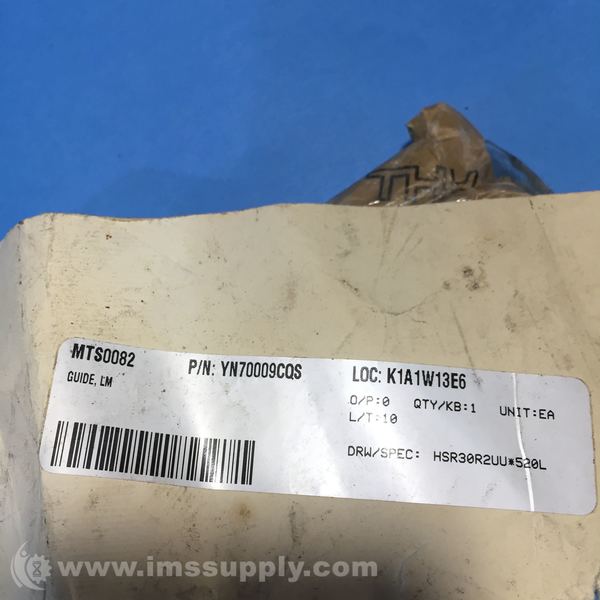 THK
MTS0082 P/N: YN70009CQS LOC: K1A1W13E6
GUIDE, LM
O/P:0 QTY/KB:1 UNIT:EA
L/T:10
DRW/SPEC: HSR30R2UU*520L
www.imssupply.com